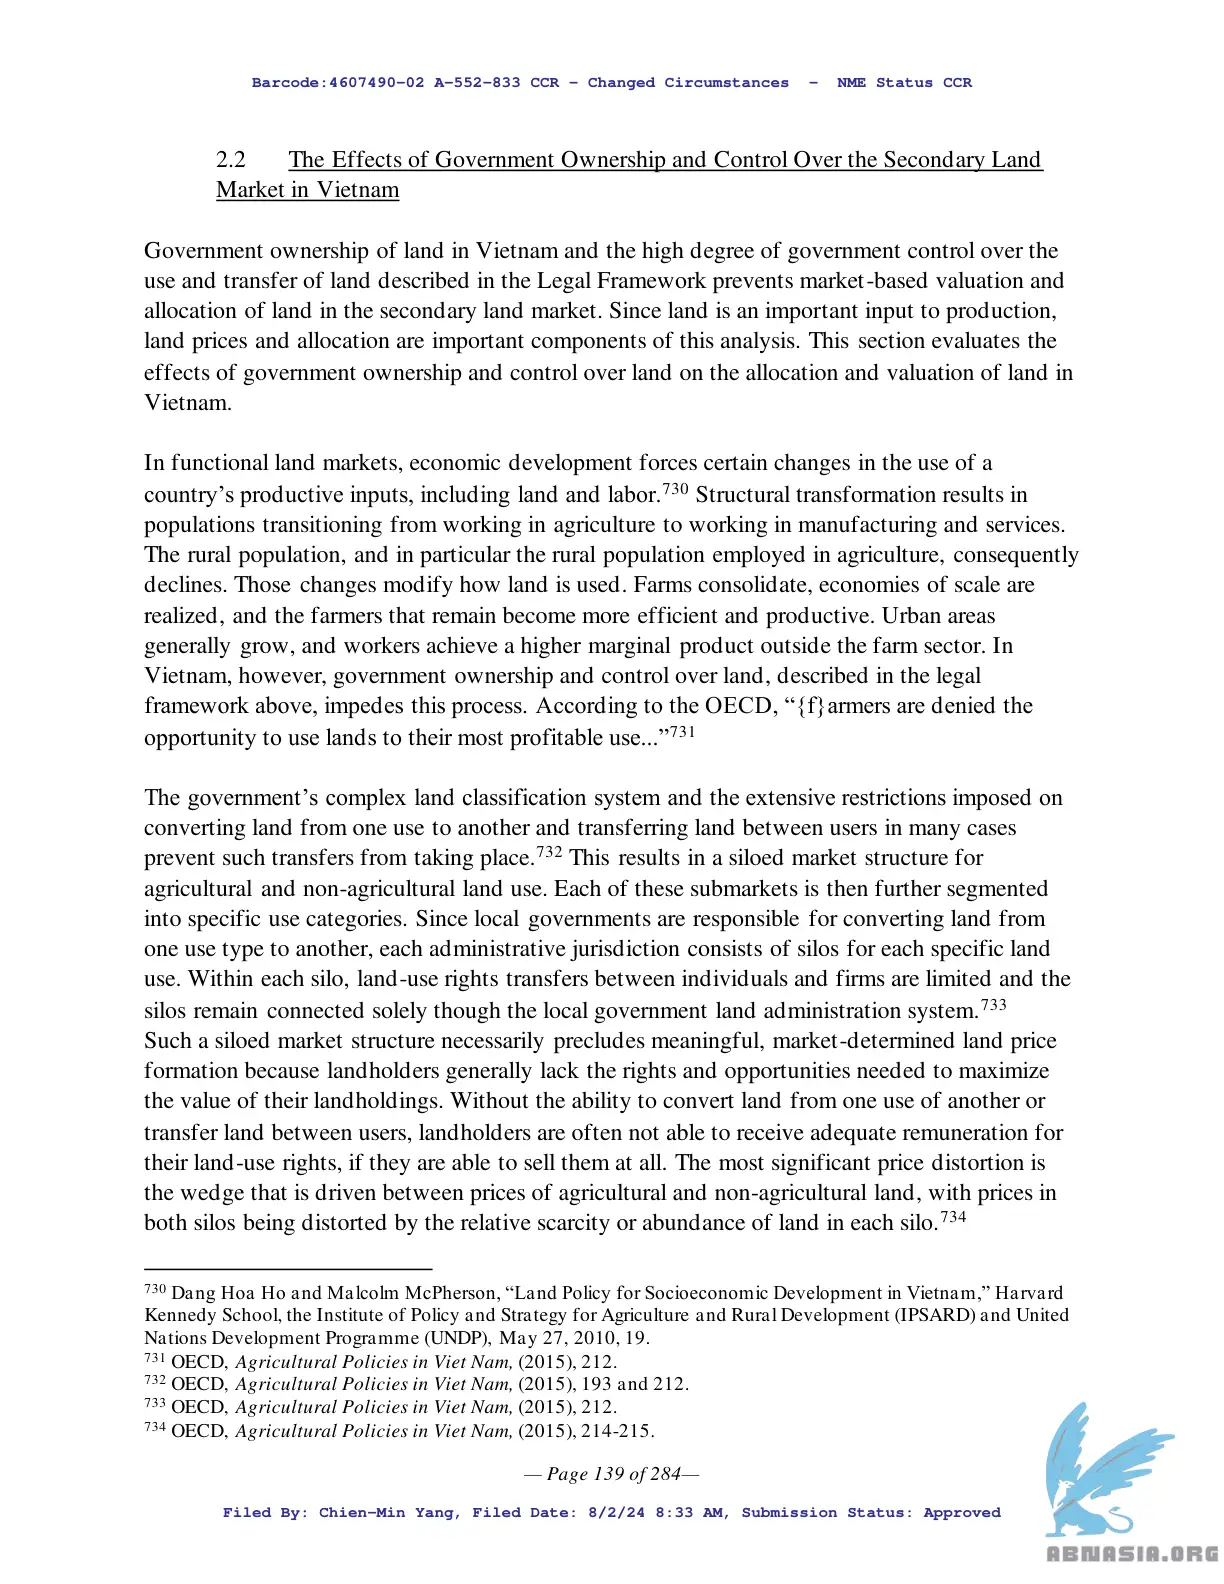 Barcode:4607490-02 A-552-833 CCR - Changed Circumstances  -  NME Status CCR
2.2 The Effects of Government Ownership and Control Over the Secondary Land
Market in Vietnam
Government ownership of land in Vietnam and the high degree of government control over the
use and transfer of land described in the Legal Framework prevents market-based valuation and
allocation of land in the secondary land market. Since land is an important input to production,
land prices and allocation are important components of this analysis. This section evaluates the
effects of government ownership and control over land on the allocation and valuation of land in
Vietnam.
In functional land markets, economic development forces certain changes in the use of a
country’s productive inputs, including land and labor.730 Structural transformation results in
populations transitioning from working in agriculture to working in manufacturing and services.
The rural population, and in particular the rural population employed in agriculture, consequently
declines. Those changes modify how land is used. Farms consolidate, economies of scale are
realized, and the farmers that remain become more efficient and productive. Urban areas
generally grow, and workers achieve a higher marginal product outside the farm sector. In
Vietnam, however, government ownership and control over land, described in the legal
framework above, impedes this process. According to the OECD, “{f}armers are denied the
opportunity to use lands to their most profitable use...”731
The government’s complex land classification system and the extensive restrictions imposed on
converting land from one use to another and transferring land between users in many cases
prevent such transfers from taking place.732 This results in a siloed market structure for
agricultural and non-agricultural land use. Each of these submarkets is then further segmented
into specific use categories. Since local governments are responsible for converting land from
one use type to another, each administrative jurisdiction consists of silos for each specific land
use. Within each silo, land-use rights transfers between individuals and firms are limited and the
silos remain connected solely though the local government land administration system.733
Such a siloed market structure necessarily precludes meaningful, market-determined land price
formation because landholders generally lack the rights and opportunities needed to maximize
the value of their landholdings. Without the ability to convert land from one use of another or
transfer land between users, landholders are often not able to receive adequate remuneration for
their land-use rights, if they are able to sell them at all. The most significant price distortion is
the wedge that is driven between prices of agricultural and non-agricultural land, with prices in
both silos being distorted by the relative scarcity or abundance of land in each silo.734
730 Dang Hoa Ho and Malcolm McPherson, “Land Policy for Socioeconomic Development in Vietnam,” Harvard
Kennedy School, the Institute of Policy and Strategy for Agriculture and Rural Development (IPSARD) and United
Nations Development Programme (UNDP), May 27, 2010, 19.
731 OECD, Agricultural Policies in Viet Nam, (2015), 212.
732 OECD, Agricultural Policies in Viet Nam, (2015), 193 and 212.
733 OECD, Agricultural Policies in Viet Nam, (2015), 212.
734 OECD, Agricultural Policies in Viet Nam, (2015), 214-215.
— Page 139 of 284—
Filed By: Chien-Min Yang, Filed Date: 8/2/24 8:33 AM, Submission Status: Approved
ABNASIA.ORG